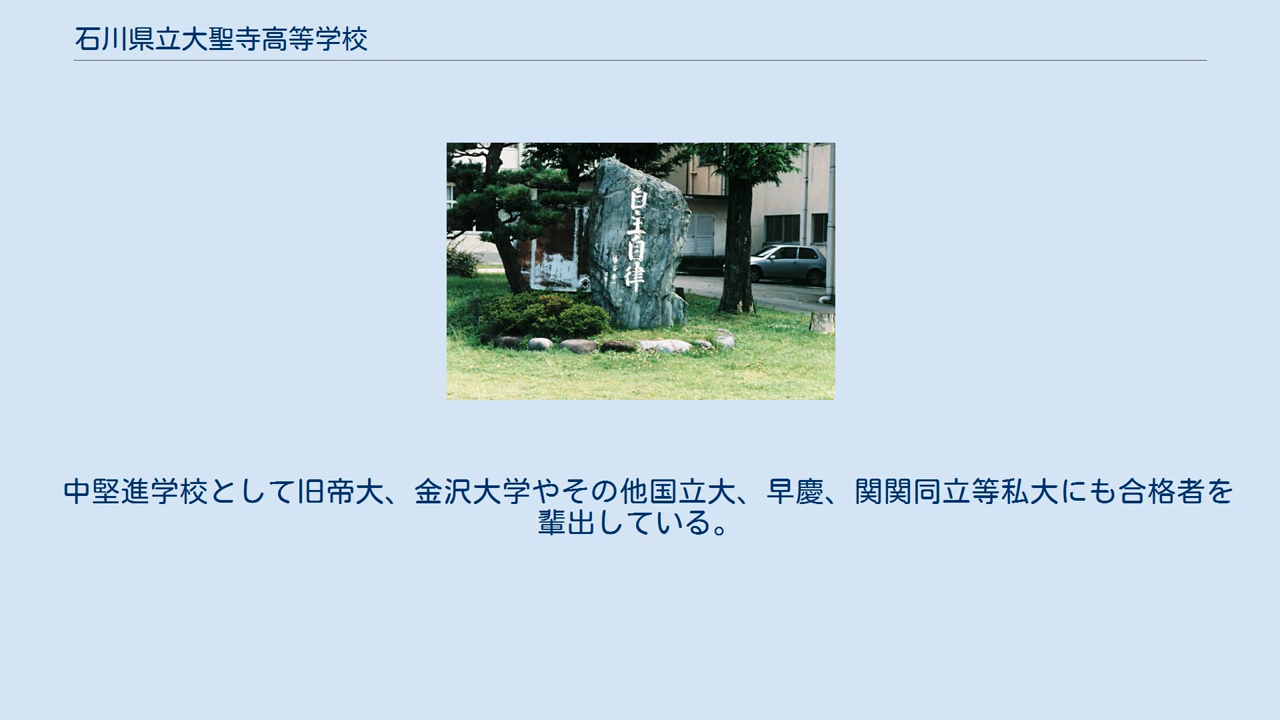 石川県立大聖寺高等学校
自主自律
中堅進学校として旧帝大、金沢大学やその他国立大、早慶、関関同立等私大にも合格者を
輩出している。